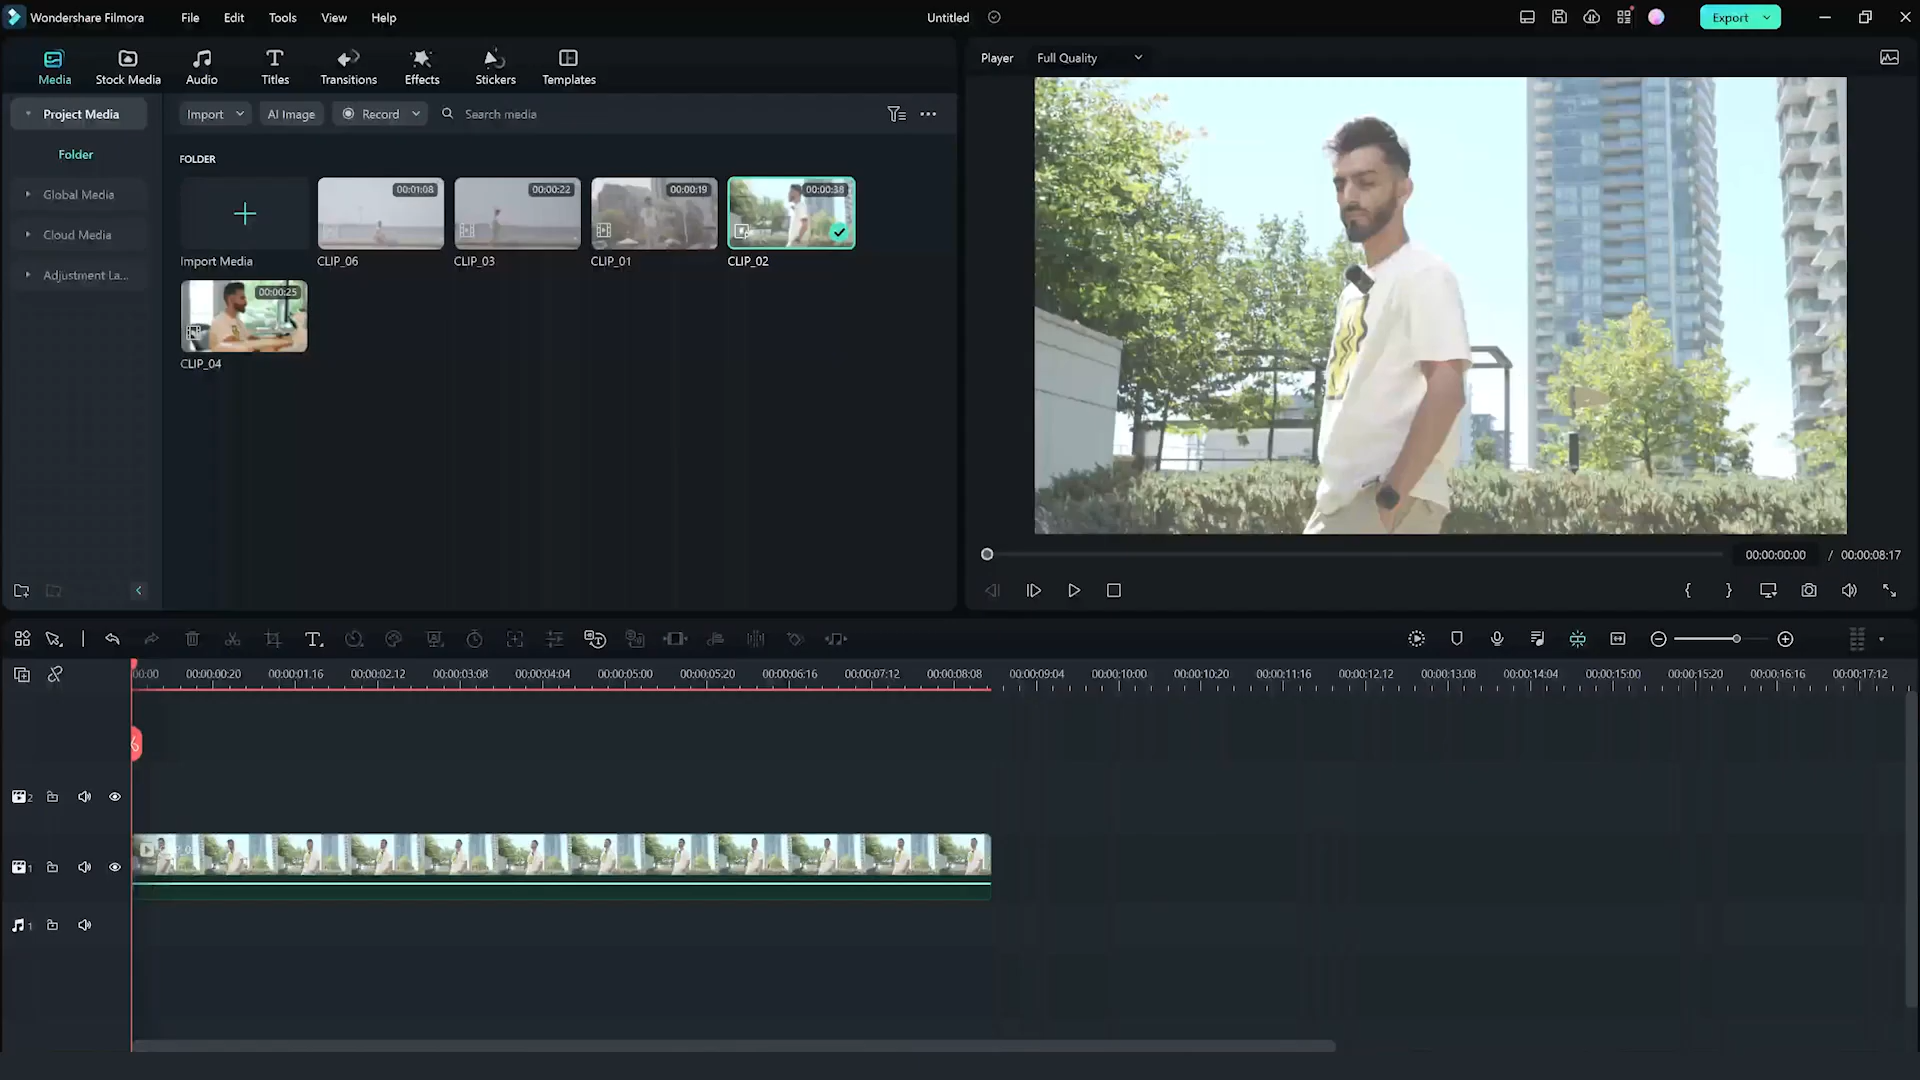 Wondershare Filmora File Edit Tools View Help Untitled Export
Media Stock Media Audio Titles Transitions Effects Stickers Templates
Player Full Quality
Project Media
Import AI Image Record Search media
Folder
Global Media
Cloud Media
Adjustment La...
FOLDER
00:01:08 00:00:22 00:00:19 00:00:38
Import Media CLIP_06 CLIP_03 CLIP_01 CLIP_02
00:00:25
CLIP_04
00:00:00:00 / 00:00:08:17
00:00 00:00:00:20 00:00:01:16 00:00:02:12 00:00:03:08 00:00:04:04 00:00:05:00 00:00:05:20 00:00:06:16 00:00:07:12 00:00:08:08 00:00:09:04 00:00:10:00 00:00:10:20 00:00:11:16 00:00:12:12 00:00:13:08 00:00:14:04 00:00:15:00 00:00:15:20 00:00:16:16 00:00:17:12
2
1
1